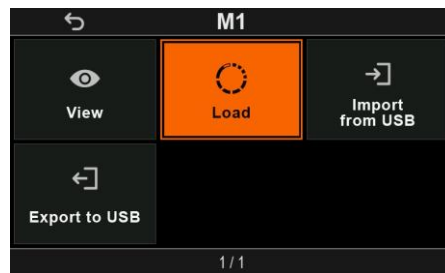 M1
View
Load
Import
from USB
Export to USB
1/1